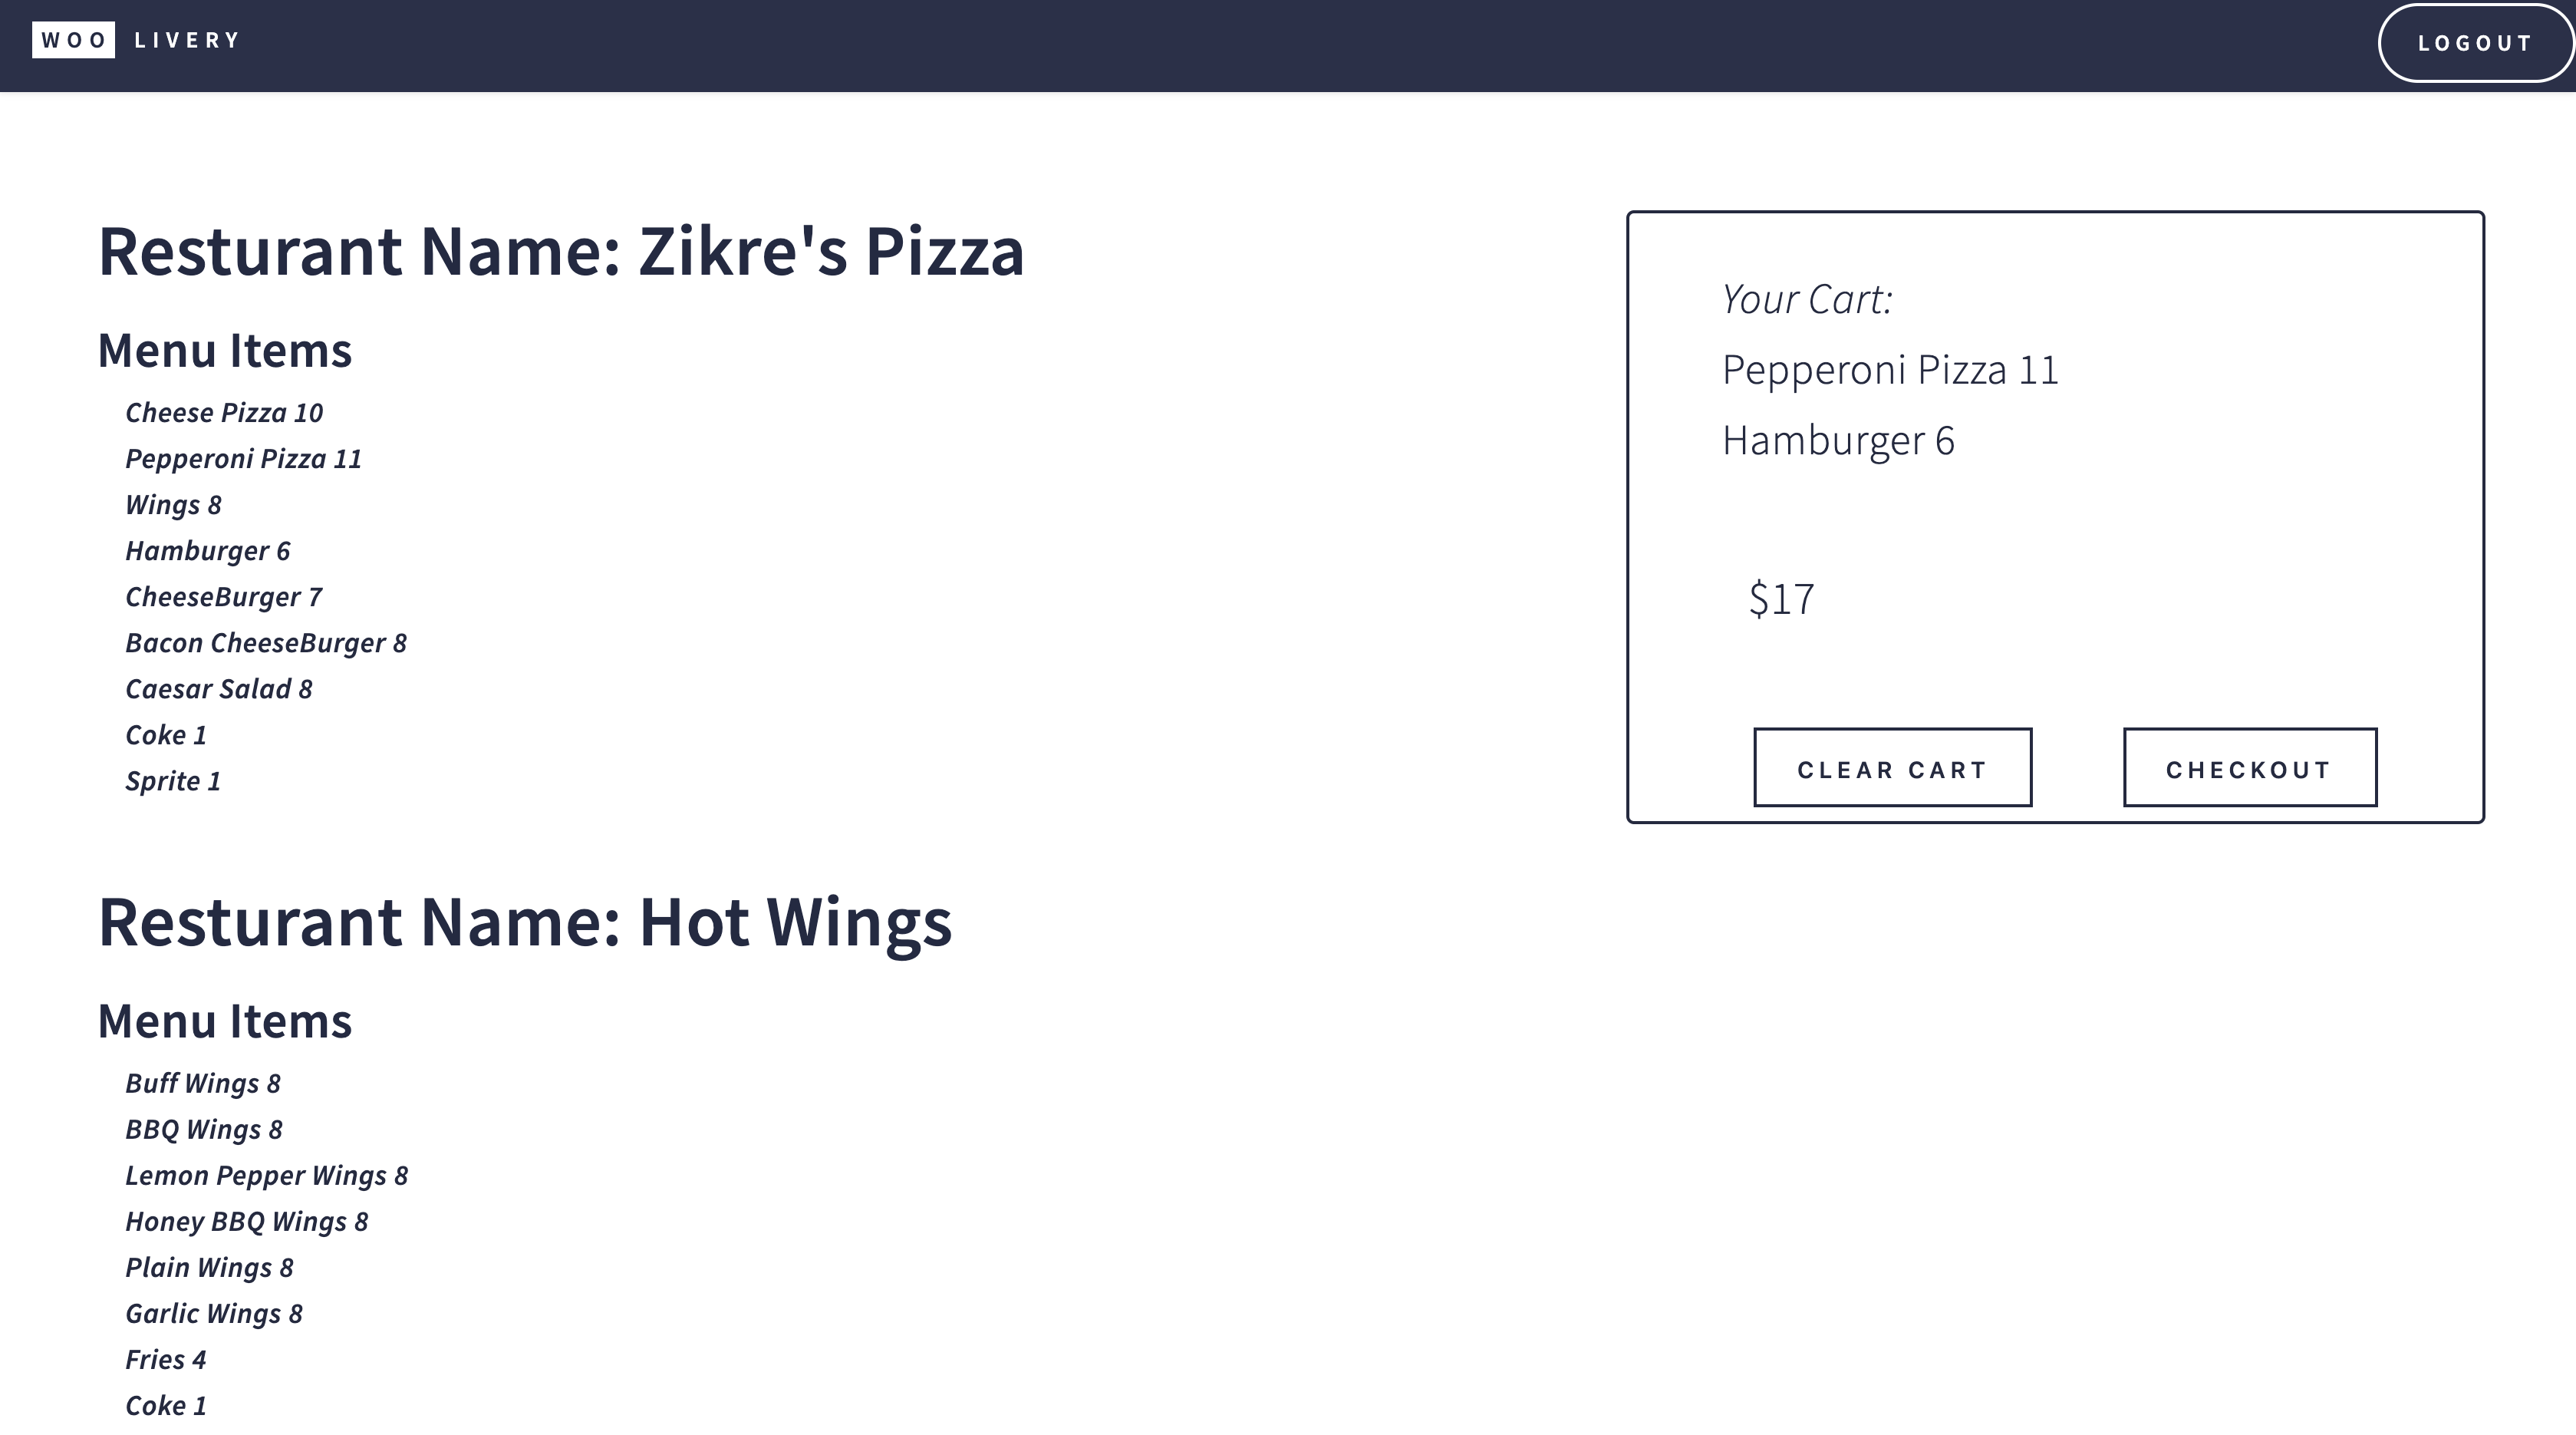 WOO LIVERY
LOGOUT
Resturant Name: Zikre's Pizza
Menu Items
Cheese Pizza 10
Pepperoni Pizza 11
Wings 8
Hamburger 6
CheeseBurger 7
Bacon CheeseBurger 8
Caesar Salad 8
Coke 1
Sprite 1
Your Cart:
Pepperoni Pizza 11
Hamburger 6
$17
CLEAR CART
CHECKOUT
Resturant Name: Hot Wings
Menu Items
Buff Wings 8
BBQ Wings 8
Lemon Pepper Wings 8
Honey BBQ Wings 8
Plain Wings 8
Garlic Wings 8
Fries 4
Coke 1